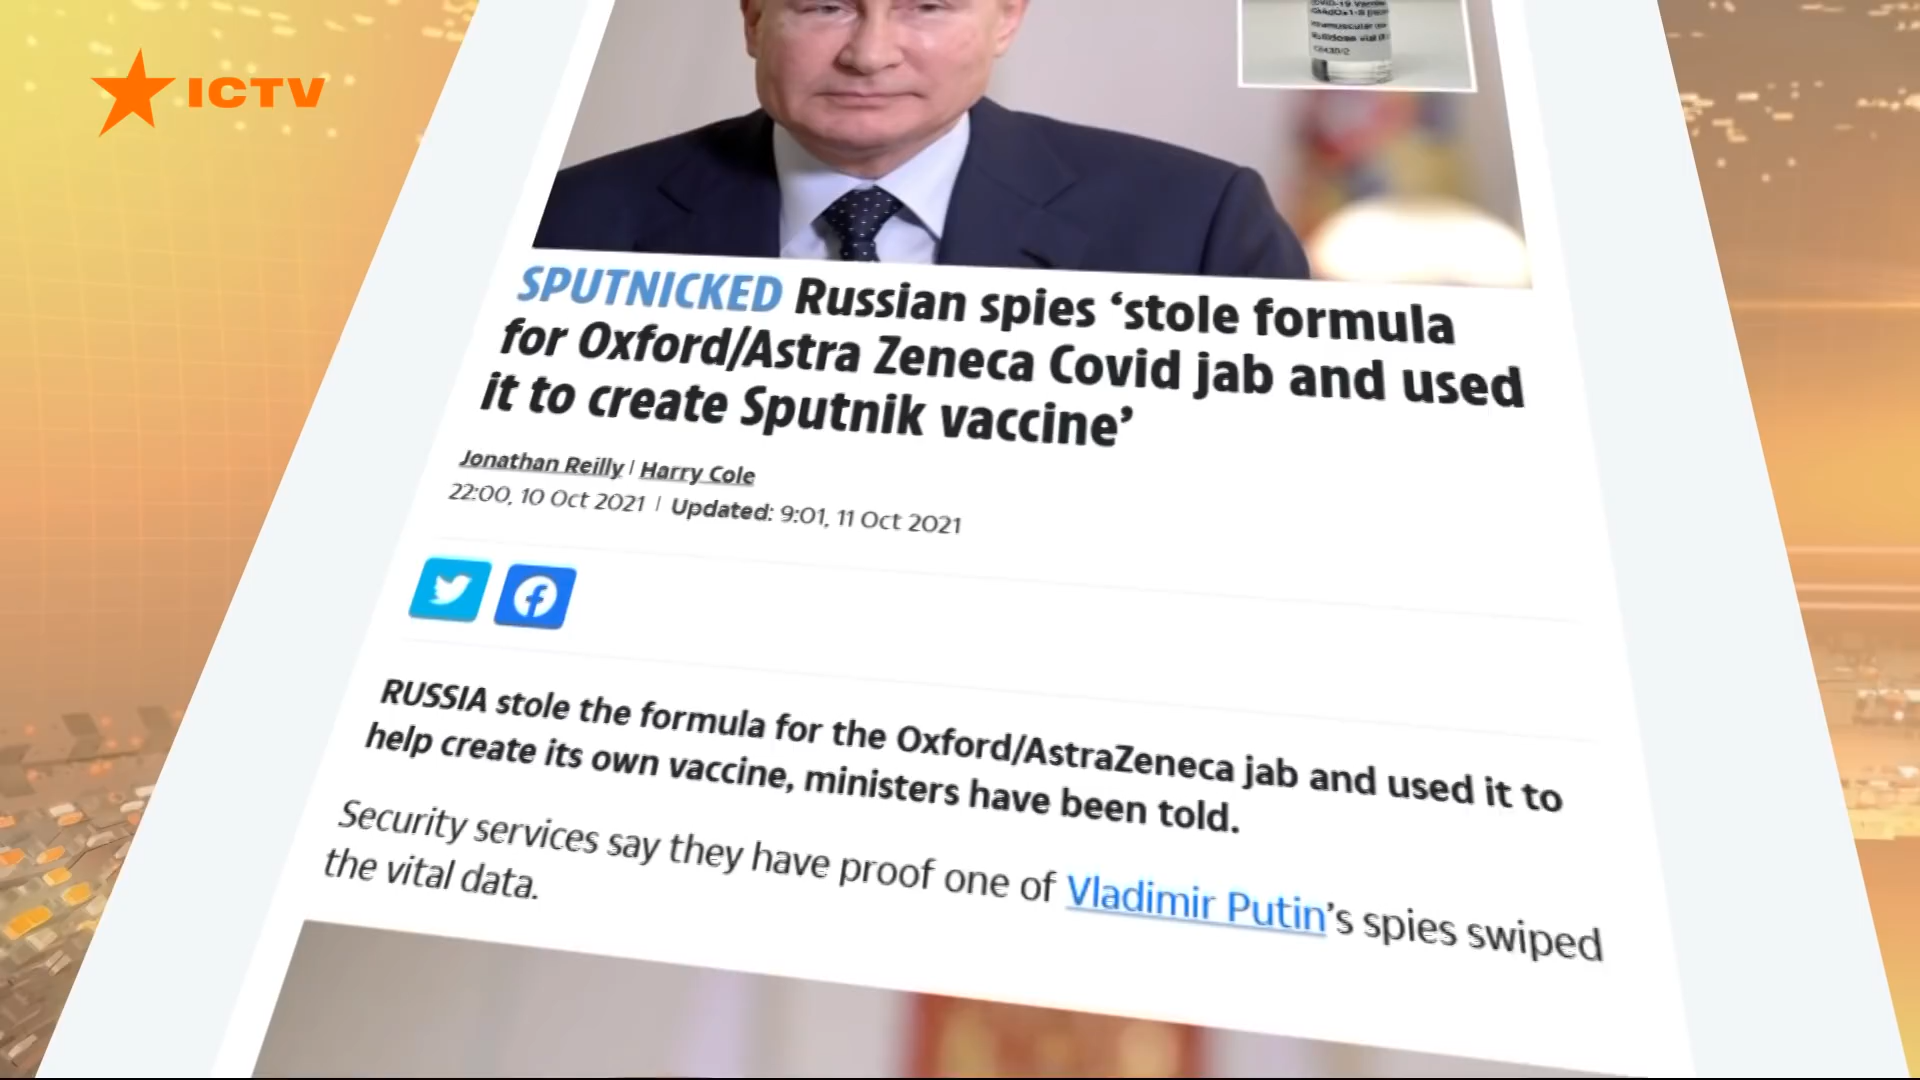 ICTV
COVID-19 Vaccine
SPUTNICKED Russian spies ‘stole formula
for Oxford/Astra Zeneca Covid jab and used
it to create Sputnik vaccine’
Jonathan Reilly | Harry Cole
22:00, 10 Oct 2021 | Updated: 9:01, 11 Oct 2021
RUSSIA stole the formula for the Oxford/AstraZeneca jab and used it to
help create its own vaccine, ministers have been told.
Security services say they have proof one of Vladimir Putin’s spies swiped
the vital data.